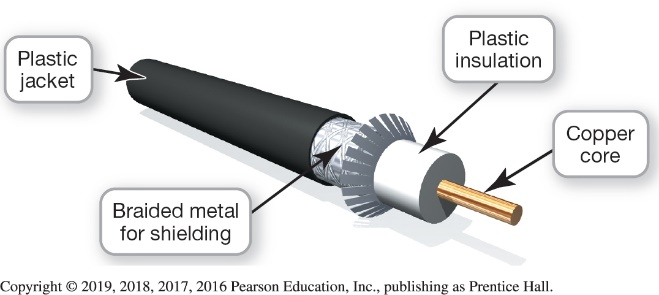 Plastic
jacket
Plastic
insulation
Copper
core
Braided metal
for shielding
Copyright © 2019, 2018, 2017, 2016 Pearson Education, Inc., publishing as Prentice Hall.